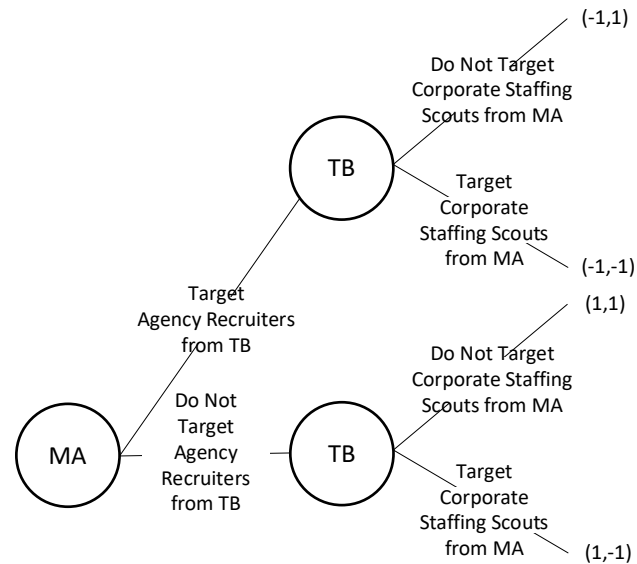 (-1,1)
Do Not Target
Corporate Staffing
Scouts from MA
TB
Target
Corporate
Staffing Scouts
from MA
(-1,-1)
Target
Agency Recruiters
from TB
(1,1)
Do Not Target
Corporate Staffing
Scouts from MA
Do Not
Target
Agency
Recruiters
from TB
MA
TB
Target
Corporate
Staffing Scouts
from MA
(1,-1)